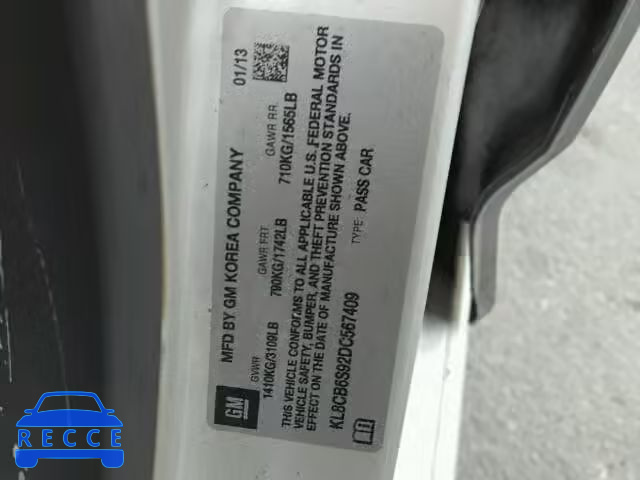 MFD BY GM KOREA COMPANY 01/13
GVWR GAWR FRT. GAWR RR.
1410KG/3109LB 790KG/1742LB 710KG/1565LB
THIS VEHICLE CONFORMS TO ALL APPLICABLE U.S. FEDERAL MOTOR
VEHICLE SAFETY, BUMPER, AND THEFT PREVENTION STANDARDS IN
EFFECT ON THE DATE OF MANUFACTURE SHOWN ABOVE.
TYPE: PASS CAR
KL8CB6S92DC567409
GM
RECCE